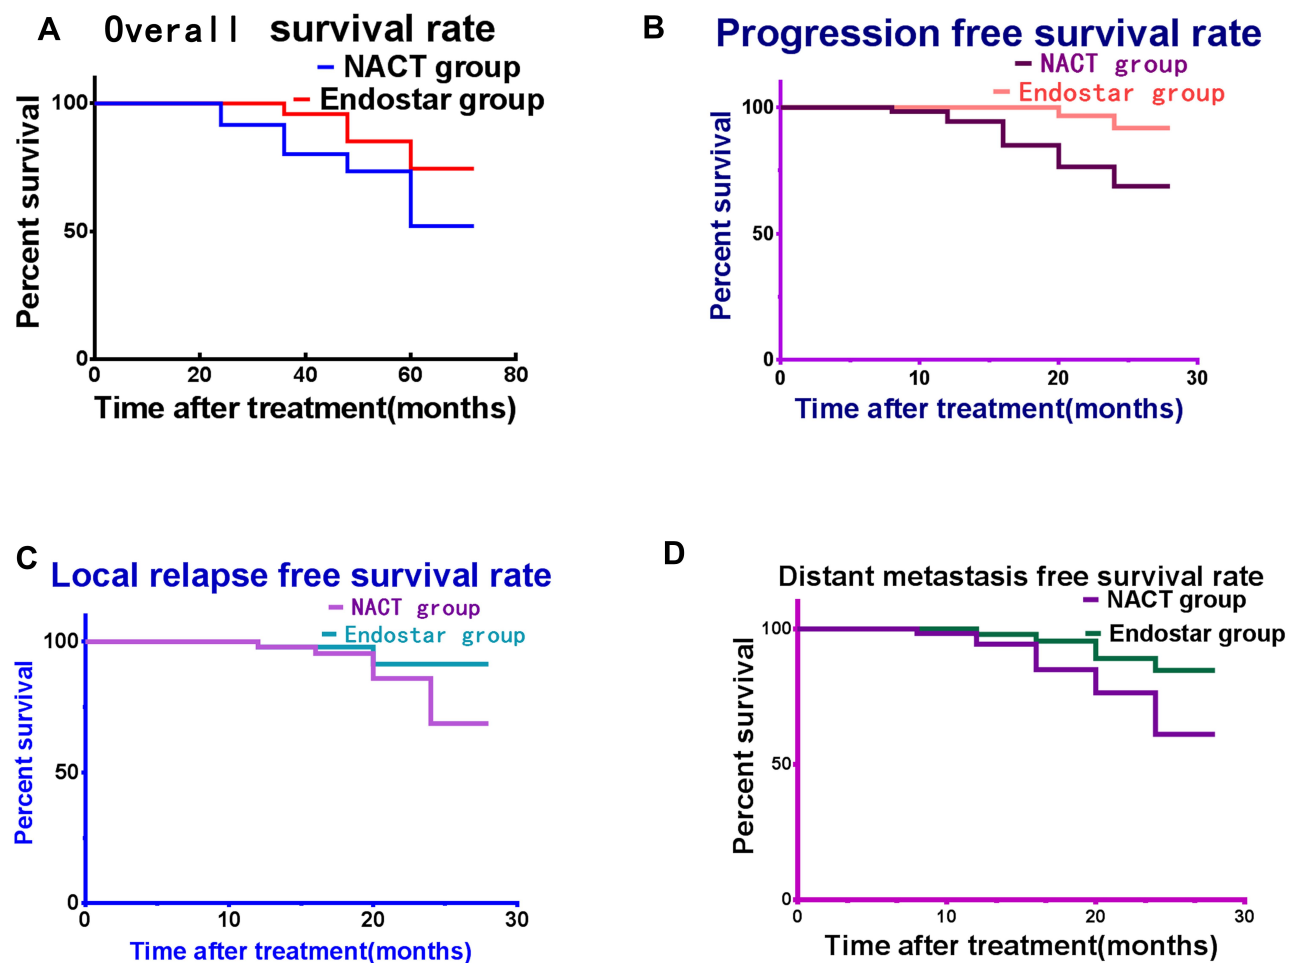 A Overall survival rate
NACT group
Endostar group
Percent survival
100
50
0
0 20 40 60 80
Time after treatment(months)
B Progression free survival rate
NACT group
Endostar group
Percent survival
100
50
0
0 10 20 30
Time after treatment(months)
C Local relapse free survival rate
NACT group
Endostar group
Percent survival
100
50
0
0 10 20 30
Time after treatment(months)
D Distant metastasis free survival rate
NACT group
Endostar group
Percent survival
100
50
0
0 10 20 30
Time after treatment(months)